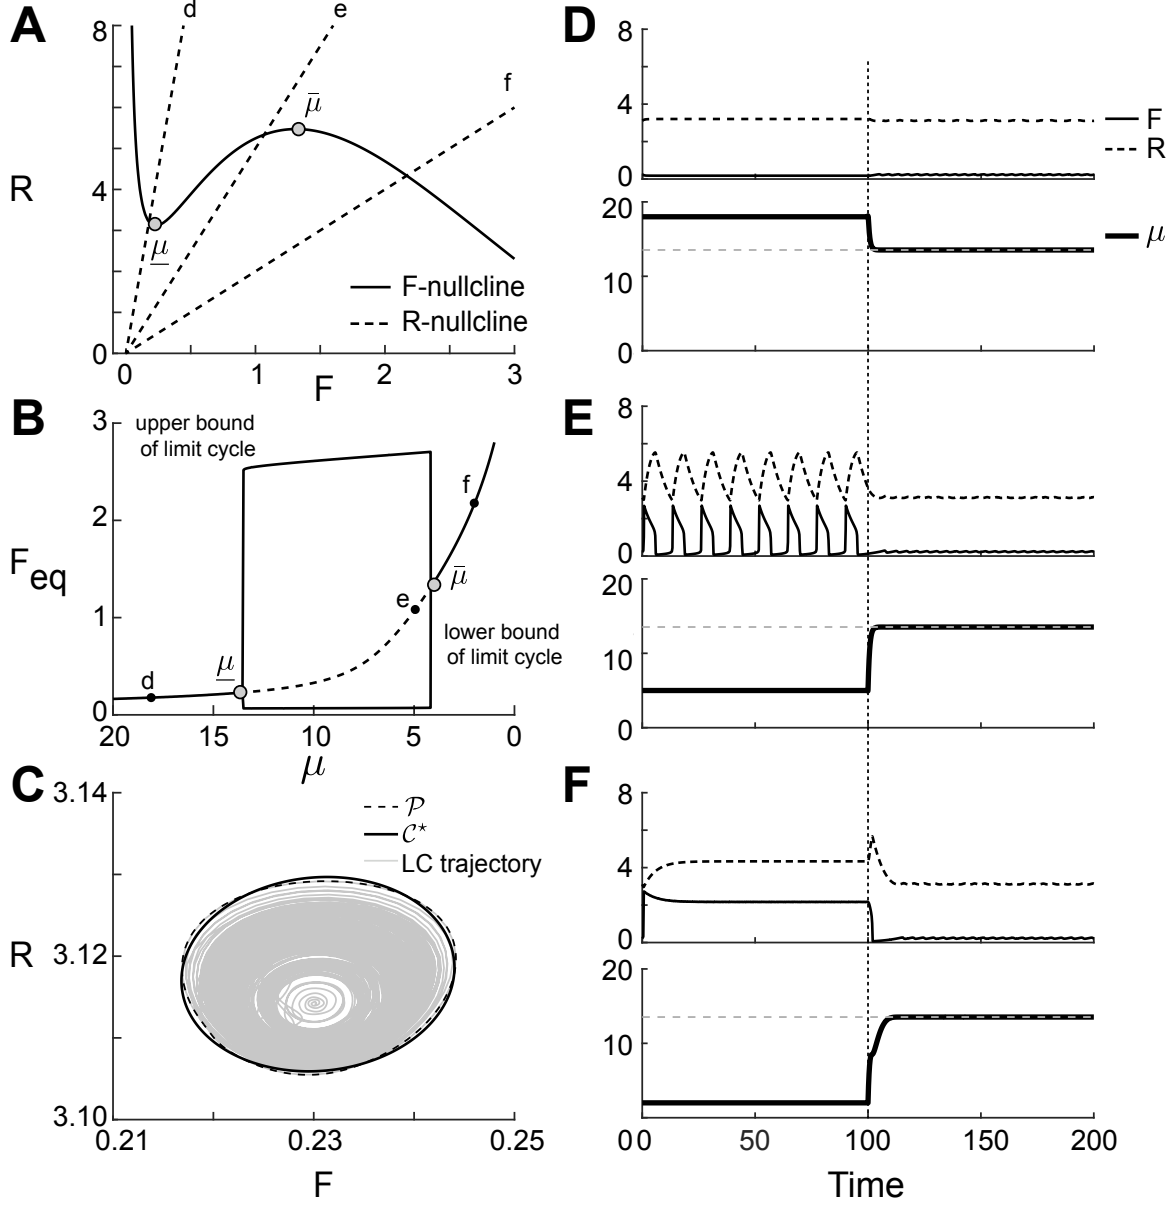 A
8
4
0
R
d
e
f
μ̄
μ̲
F-nullcline
R-nullcline
0
1
2
3
F
B
3
2
1
0
F_eq
upper bound
of limit cycle
lower bound
of limit cycle
d
μ̲
e
μ̄
f
20
15
10
5
0
μ
C
3.14
3.12
3.10
R
𝒫
𝒞⋆
LC trajectory
0.21
0.23
0.25
F
D
8
4
0
F
R
20
10
0
μ
E
8
4
0
20
10
0
F
8
4
0
20
10
0
0
50
100
150
200
Time